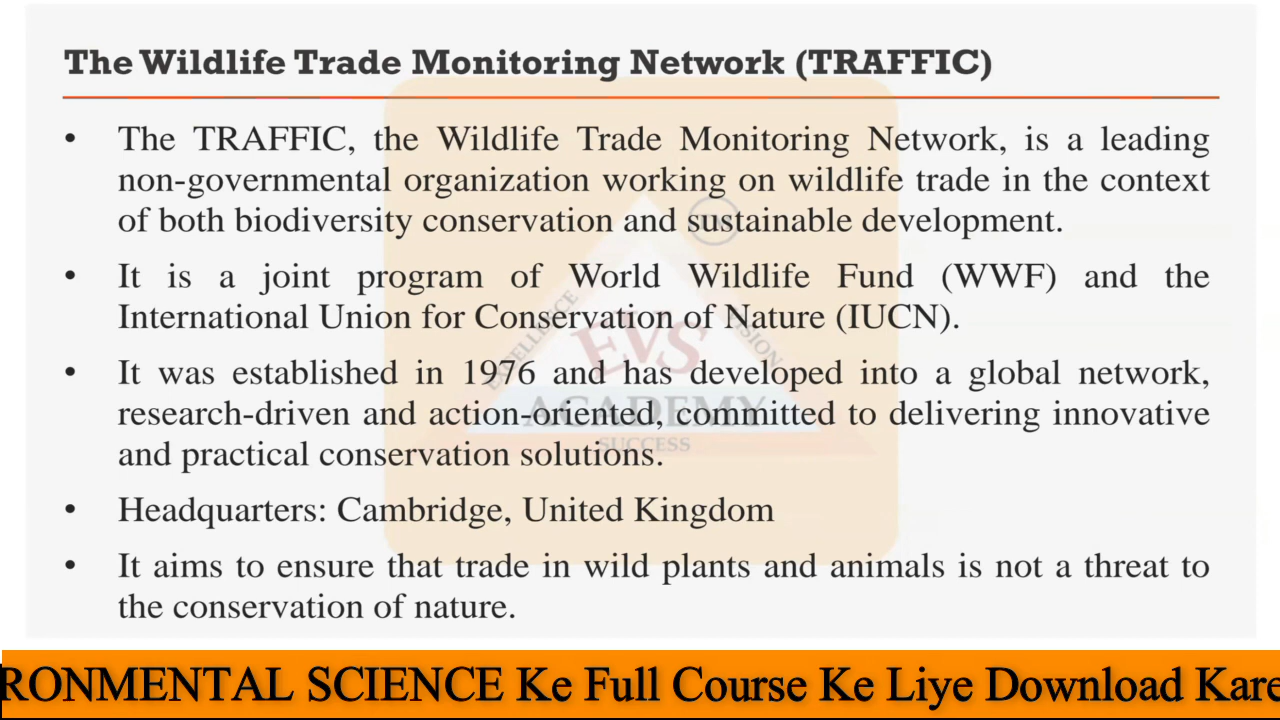 The Wildlife Trade Monitoring Network (TRAFFIC)
• The TRAFFIC, the Wildlife Trade Monitoring Network, is a leading
non-governmental organization working on wildlife trade in the context
of both biodiversity conservation and sustainable development.
• It is a joint program of World Wildlife Fund (WWF) and the
International Union for Conservation of Nature (IUCN).
• It was established in 1976 and has developed into a global network,
research-driven and action-oriented, committed to delivering innovative
and practical conservation solutions.
• Headquarters: Cambridge, United Kingdom
• It aims to ensure that trade in wild plants and animals is not a threat to
the conservation of nature.
EXCELLENCE
VISION
EVS
ACADEMY
SUCCESS
RONMENTAL SCIENCE Ke Full Course Ke Liye Download Kare